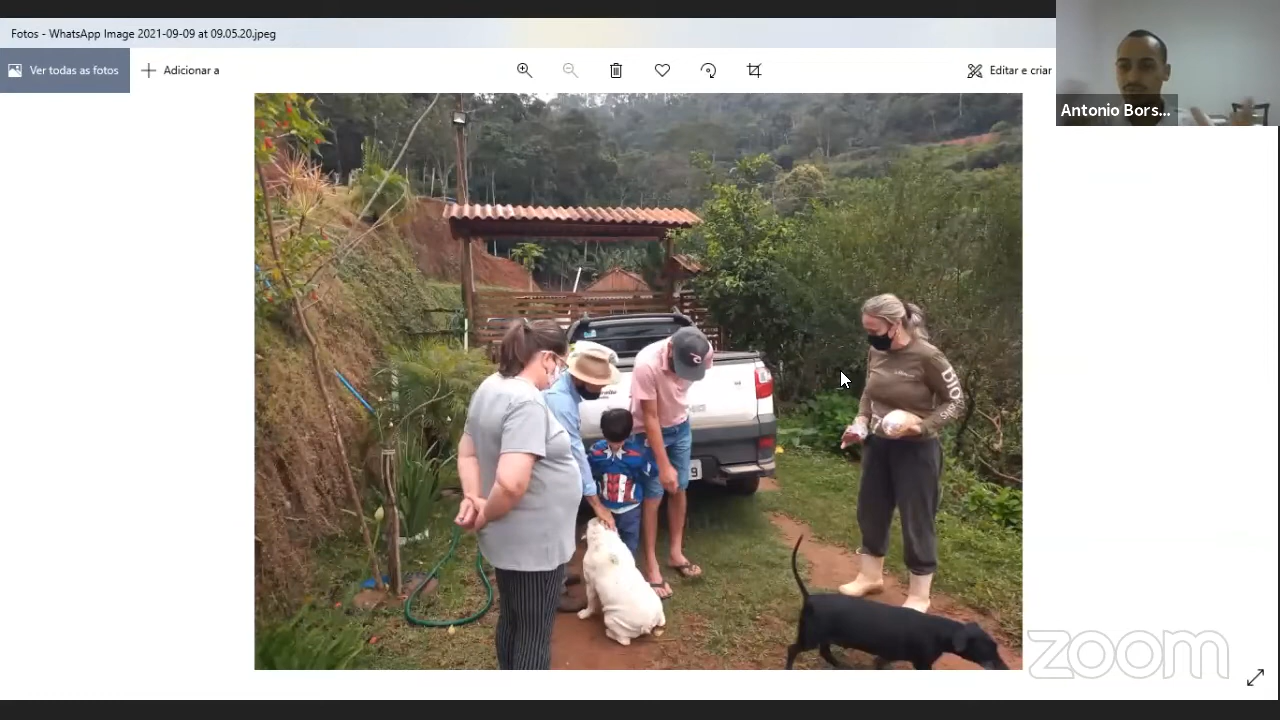 Fotos - WhatsApp Image 2021-09-09 at 09.05.20.jpeg
Ver todas as fotos
Adicionar a
Editar e criar
Antonio Bors...
zoom